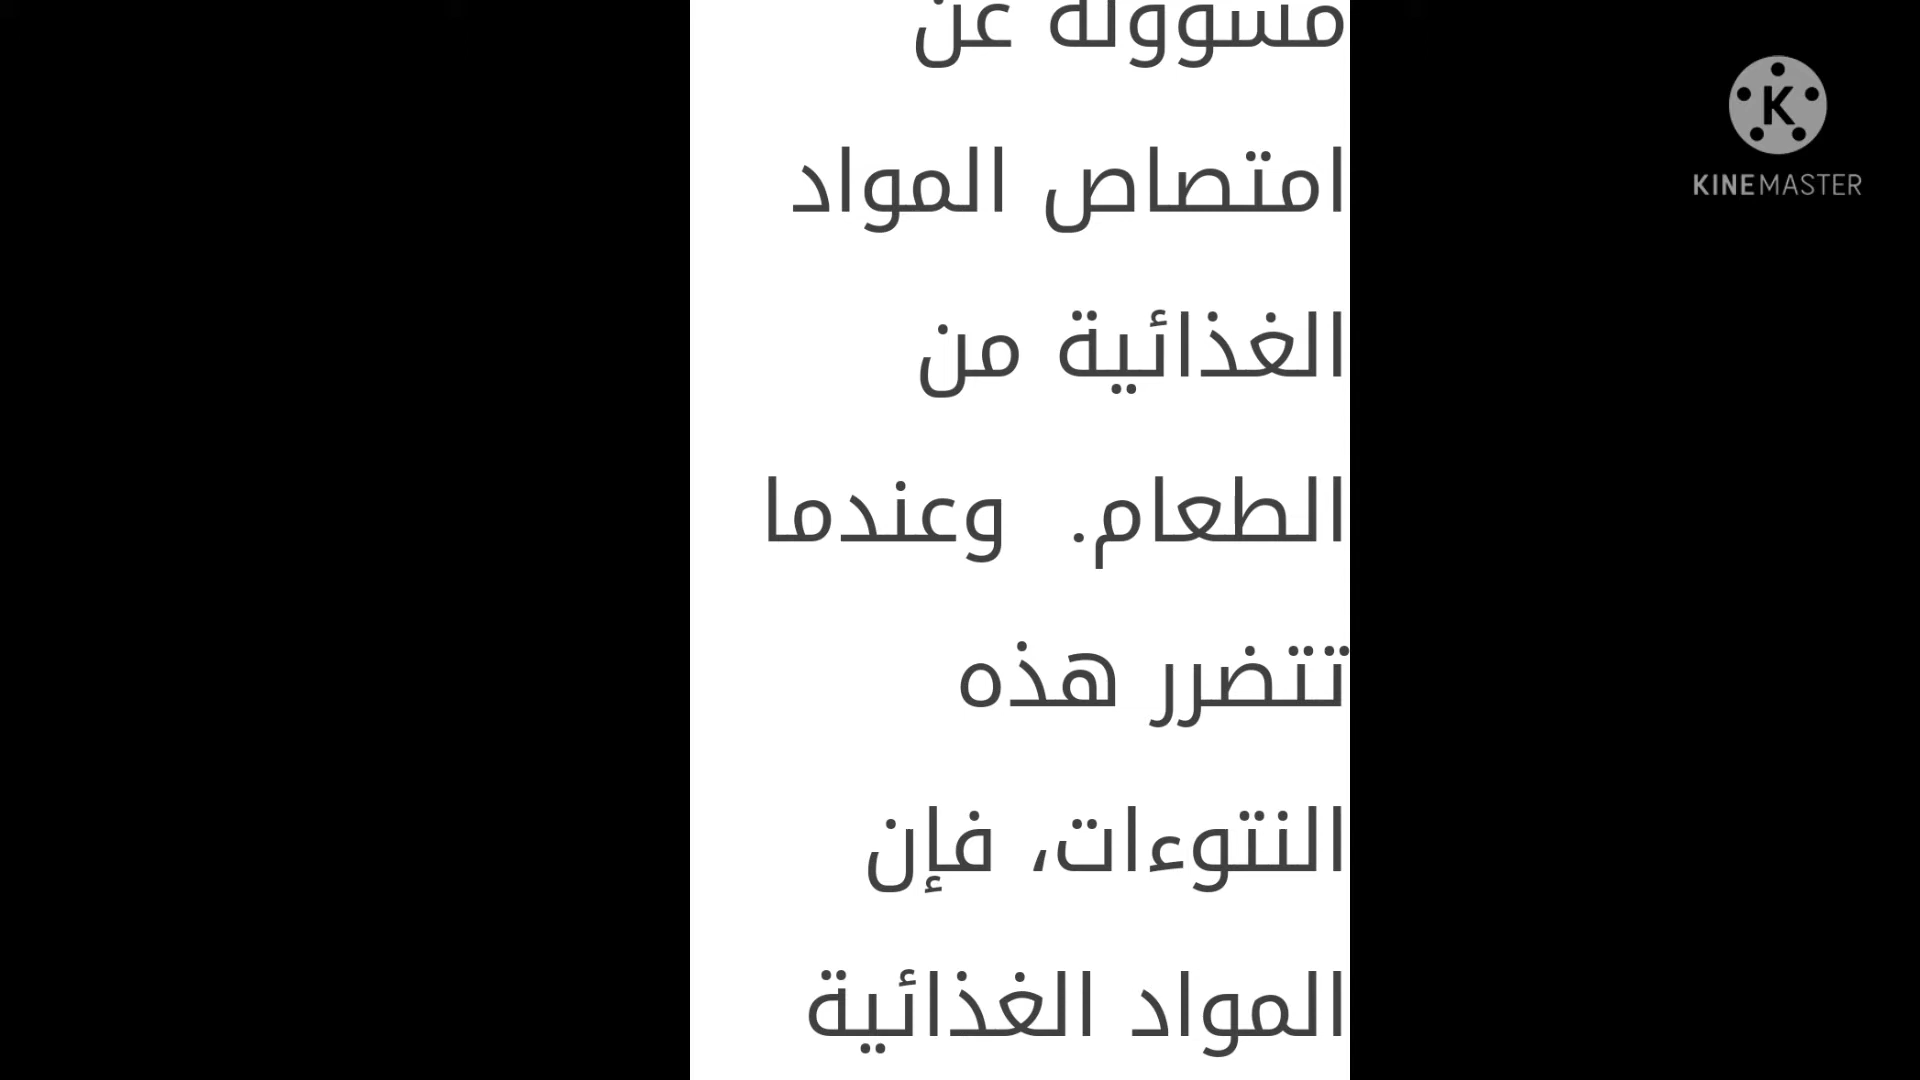 مسؤولة عن
امتصاص المواد
الغذائية من
الطعام. وعندما
تتضرر هذه
النتوءات، فإن
المواد الغذائية
KINEMASTER